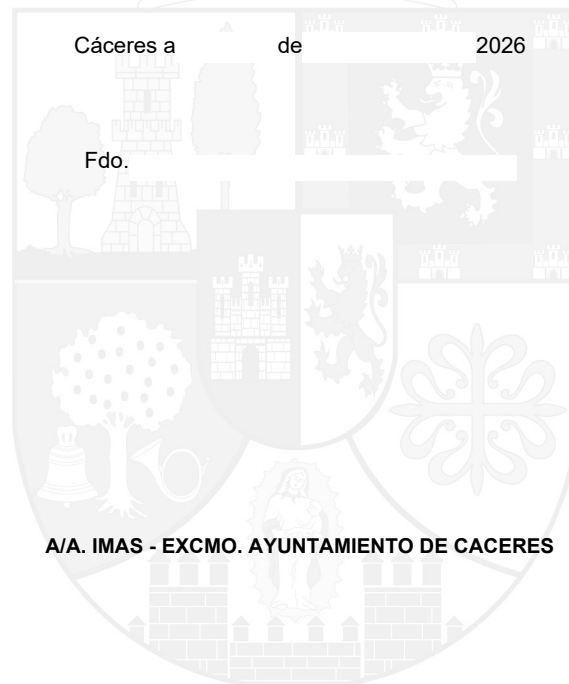 Cáceres a de 2026
Fdo.
A/A. IMAS - EXCMO. AYUNTAMIENTO DE CACERES